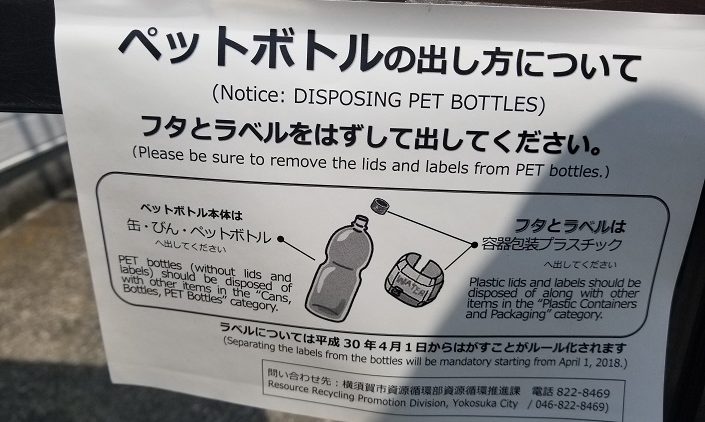 ペットボトルの出し方について
(Notice: DISPOSING PET BOTTLES)
フタとラベルをはずして出してください。
(Please be sure to remove the lids and labels from PET bottles.)
ペットボトル本体は
缶・びん・ペットボトル
へ出してください
PET bottles (without lids and
labels) should be disposed of
with other items in the "Cans,
Bottles, PET Bottles" category.
WATER
フタとラベルは
容器包装プラスチック
へ出してください
Plastic lids and labels should be
disposed of along with other
items in the "Plastic Containers
and Packaging" category.
ラベルについては平成 30 年 4 月 1 日からはがすことがルール化されます
(Separating the labels from the bottles will be mandatory starting from April 1, 2018.)
問い合わせ先：横須賀市資源循環部資源循環推進課 電話 822-8469
Resource Recycling Promotion Division, Yokosuka City / 046-822-8469)